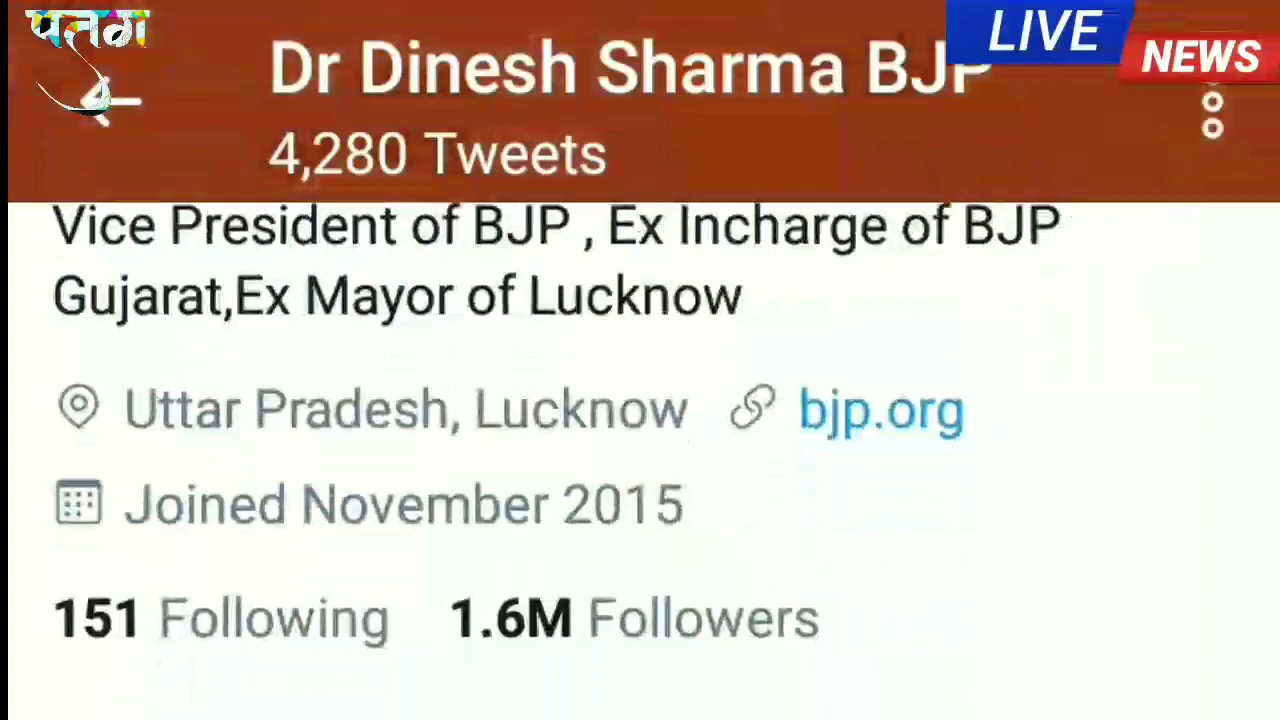 पतंग
LIVE
NEWS
Dr Dinesh Sharma BJP
4,280 Tweets
Vice President of BJP , Ex Incharge of BJP
Gujarat,Ex Mayor of Lucknow
Uttar Pradesh, Lucknow bjp.org
Joined November 2015
151 Following 1.6M Followers